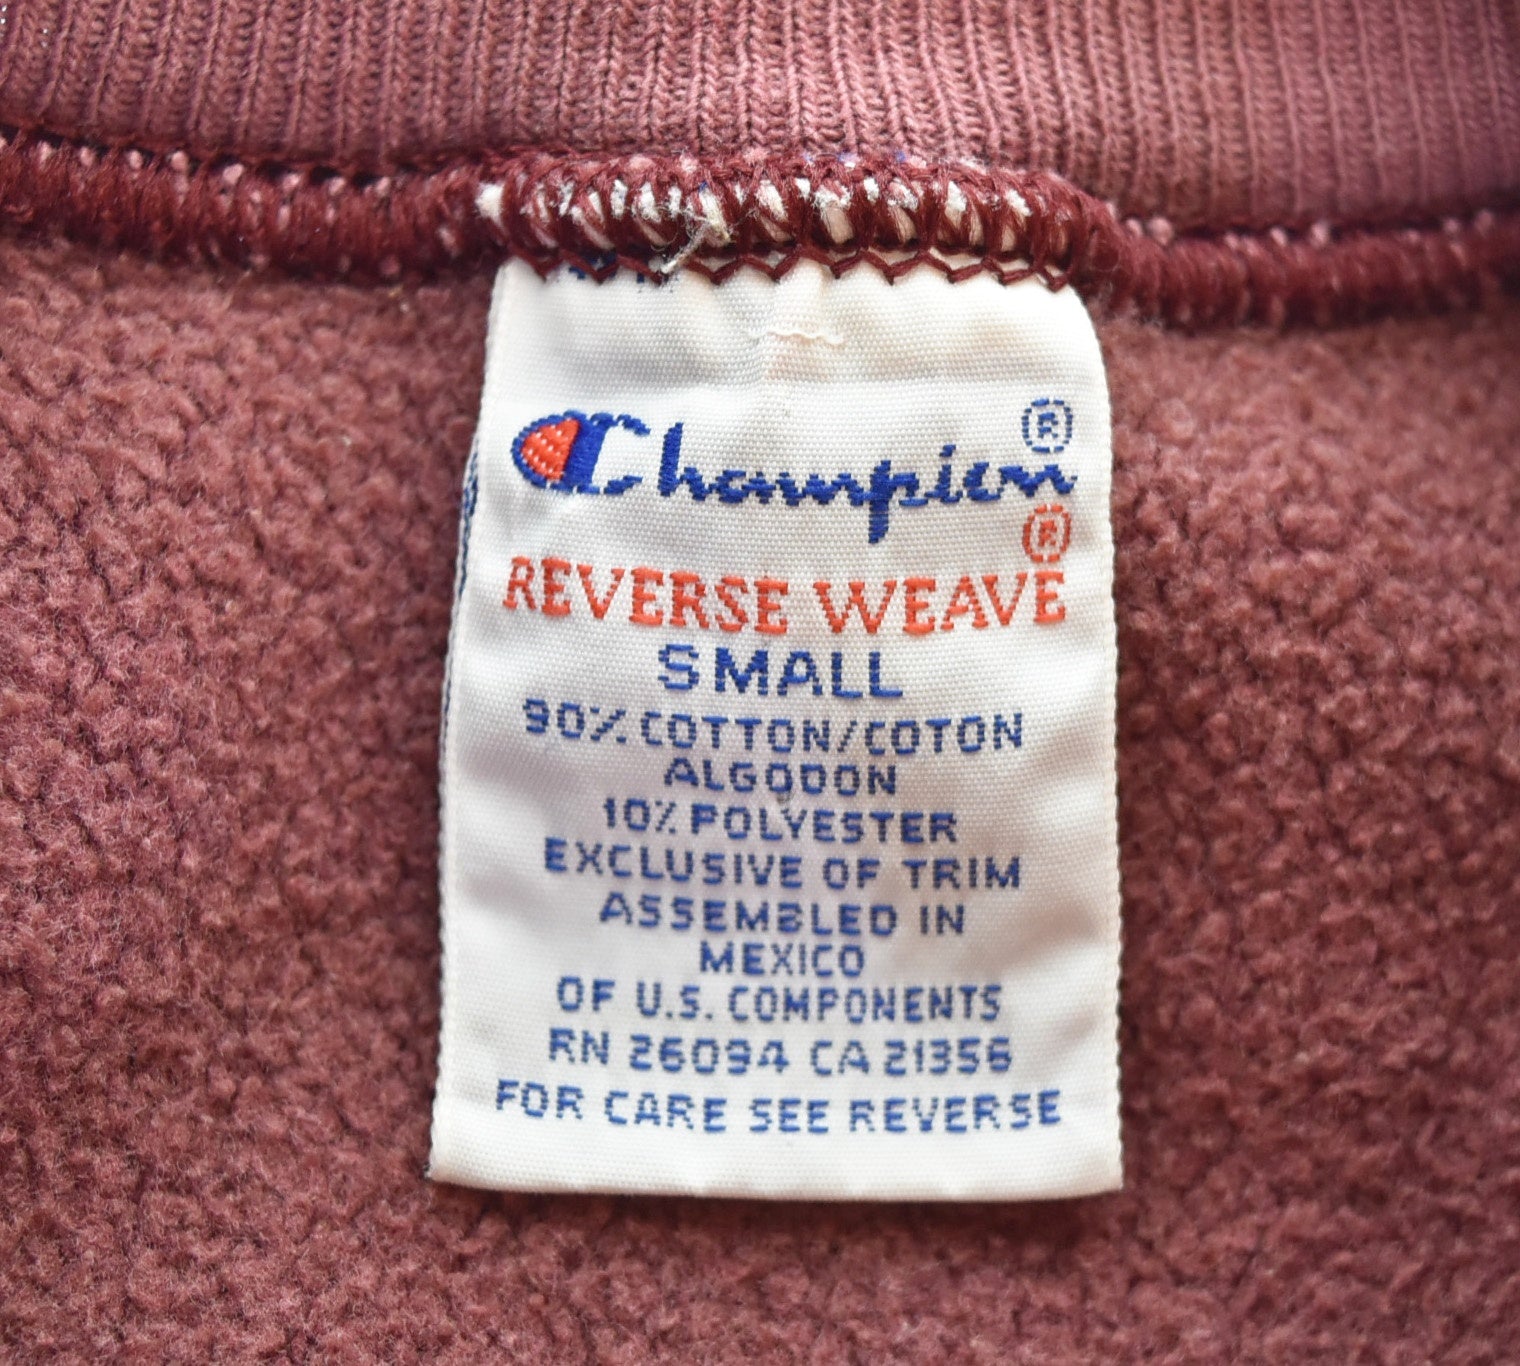 Champion®
®
REVERSE WEAVE
SMALL
90% COTTON/COTON
ALGODON
10% POLYESTER
EXCLUSIVE OF TRIM
ASSEMBLED IN
MEXICO
OF U.S. COMPONENTS
RN 26094 CA 21356
FOR CARE SEE REVERSE